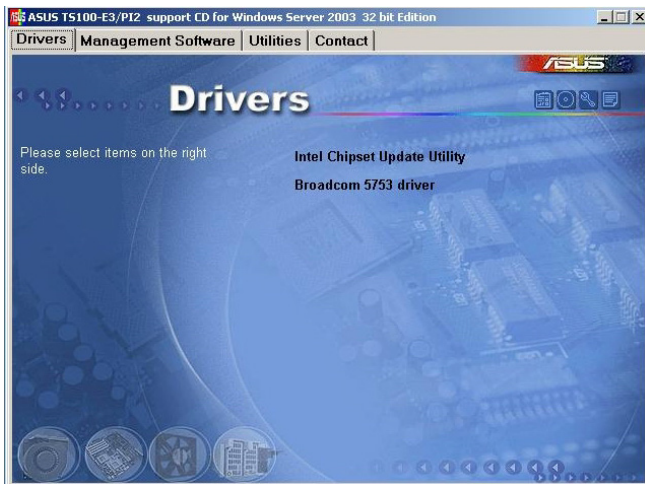 ASUS TS100-E3/PI2 support CD for Windows Server 2003 32 bit Edition
Drivers Management Software Utilities Contact
ASUS
Drivers
Please select items on the right
side.
Intel Chipset Update Utility
Broadcom 5753 driver